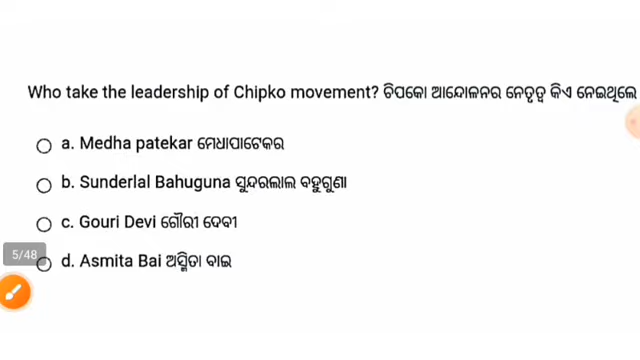 Who take the leadership of Chipko movement? ଚିପକୋ ଆନ୍ଦୋଳନର ନେତୃତ୍ୱ କିଏ ନେଇଥିଲେ
a. Medha patekar ମେଧାପାଟେକର
b. Sunderlal Bahuguna ସୁନ୍ଦରଲାଲ ବହୁଗୁଣା
c. Gouri Devi ଗୌରୀ ଦେବୀ
5/48
d. Asmita Bai ଅସ୍ମିତା ବାଇ